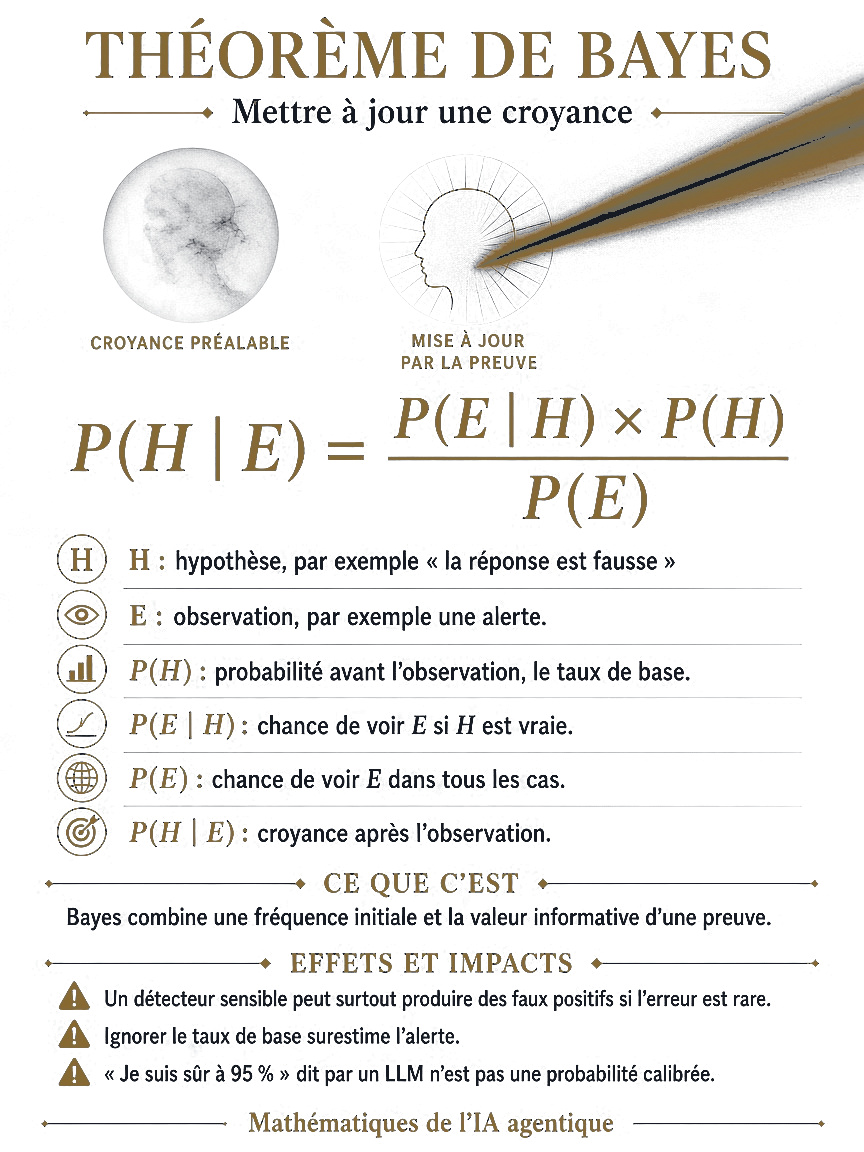 THÉORÈME DE BAYES
Mettre à jour une croyance
CROYANCE PRÉALABLE
MISE À JOUR
PAR LA PREUVE
P(H | E) = P(E | H) × P(H)
P(E)
H
H : hypothèse, par exemple « la réponse est fausse »
E : observation, par exemple une alerte.
P(H) : probabilité avant l’observation, le taux de base.
P(E | H) : chance de voir E si H est vraie.
P(E) : chance de voir E dans tous les cas.
P(H | E) : croyance après l’observation.
CE QUE C’EST
Bayes combine une fréquence initiale et la valeur informative d’une preuve.
EFFETS ET IMPACTS
Un détecteur sensible peut surtout produire des faux positifs si l’erreur est rare.
Ignorer le taux de base surestime l’alerte.
« Je suis sûr à 95 % » dit par un LLM n’est pas une probabilité calibrée.
Mathématiques de l’IA agentique